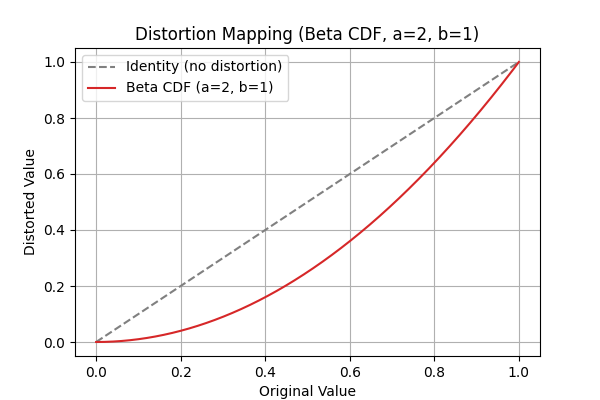 Distortion Mapping (Beta CDF, a=2, b=1)
Identity (no distortion)
Beta CDF (a=2, b=1)
Distorted Value
1.0
0.8
0.6
0.4
0.2
0.0
0.0 0.2 0.4 0.6 0.8 1.0
Original Value